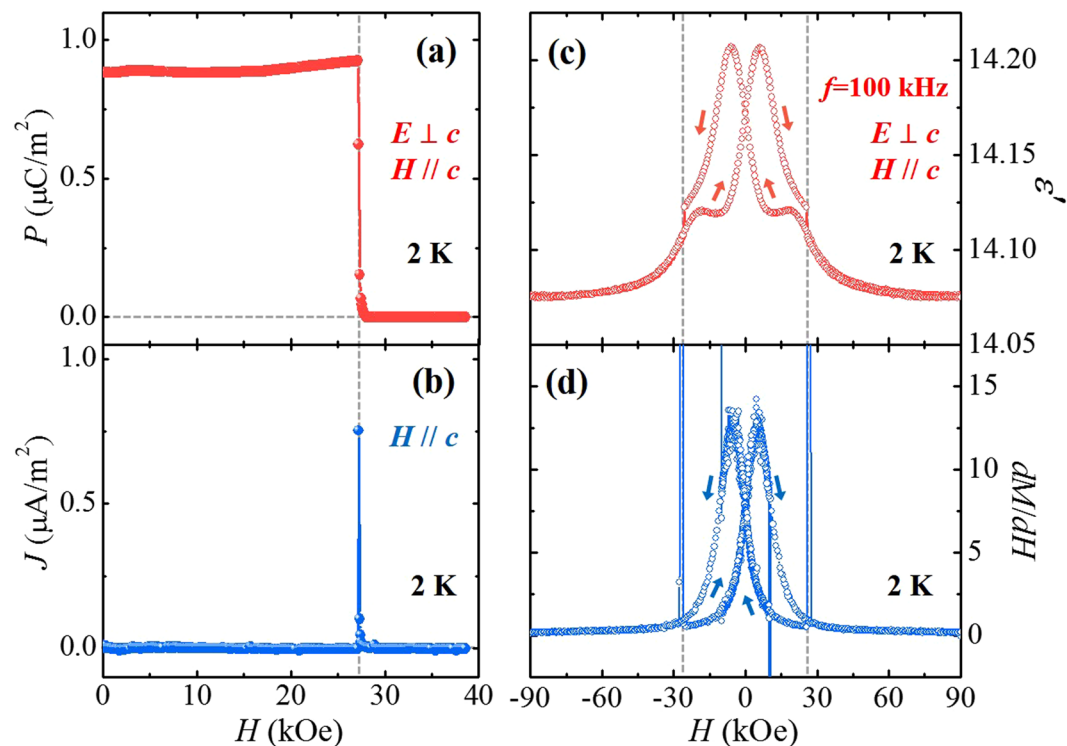 (a)
1.0
0.5
0.0
P (μC/m²)
E ⊥ c
H // c
2 K
(b)
1.0
0.5
0.0
J (μA/m²)
H // c
2 K
0 10 20 30 40
H (kOe)
(c)
f=100 kHz
E ⊥ c
H // c
2 K
14.20
14.15
14.10
14.05
ε'
(d)
2 K
15
10
5
0
dM/dH
-90 -60 -30 0 30 60 90
H (kOe)